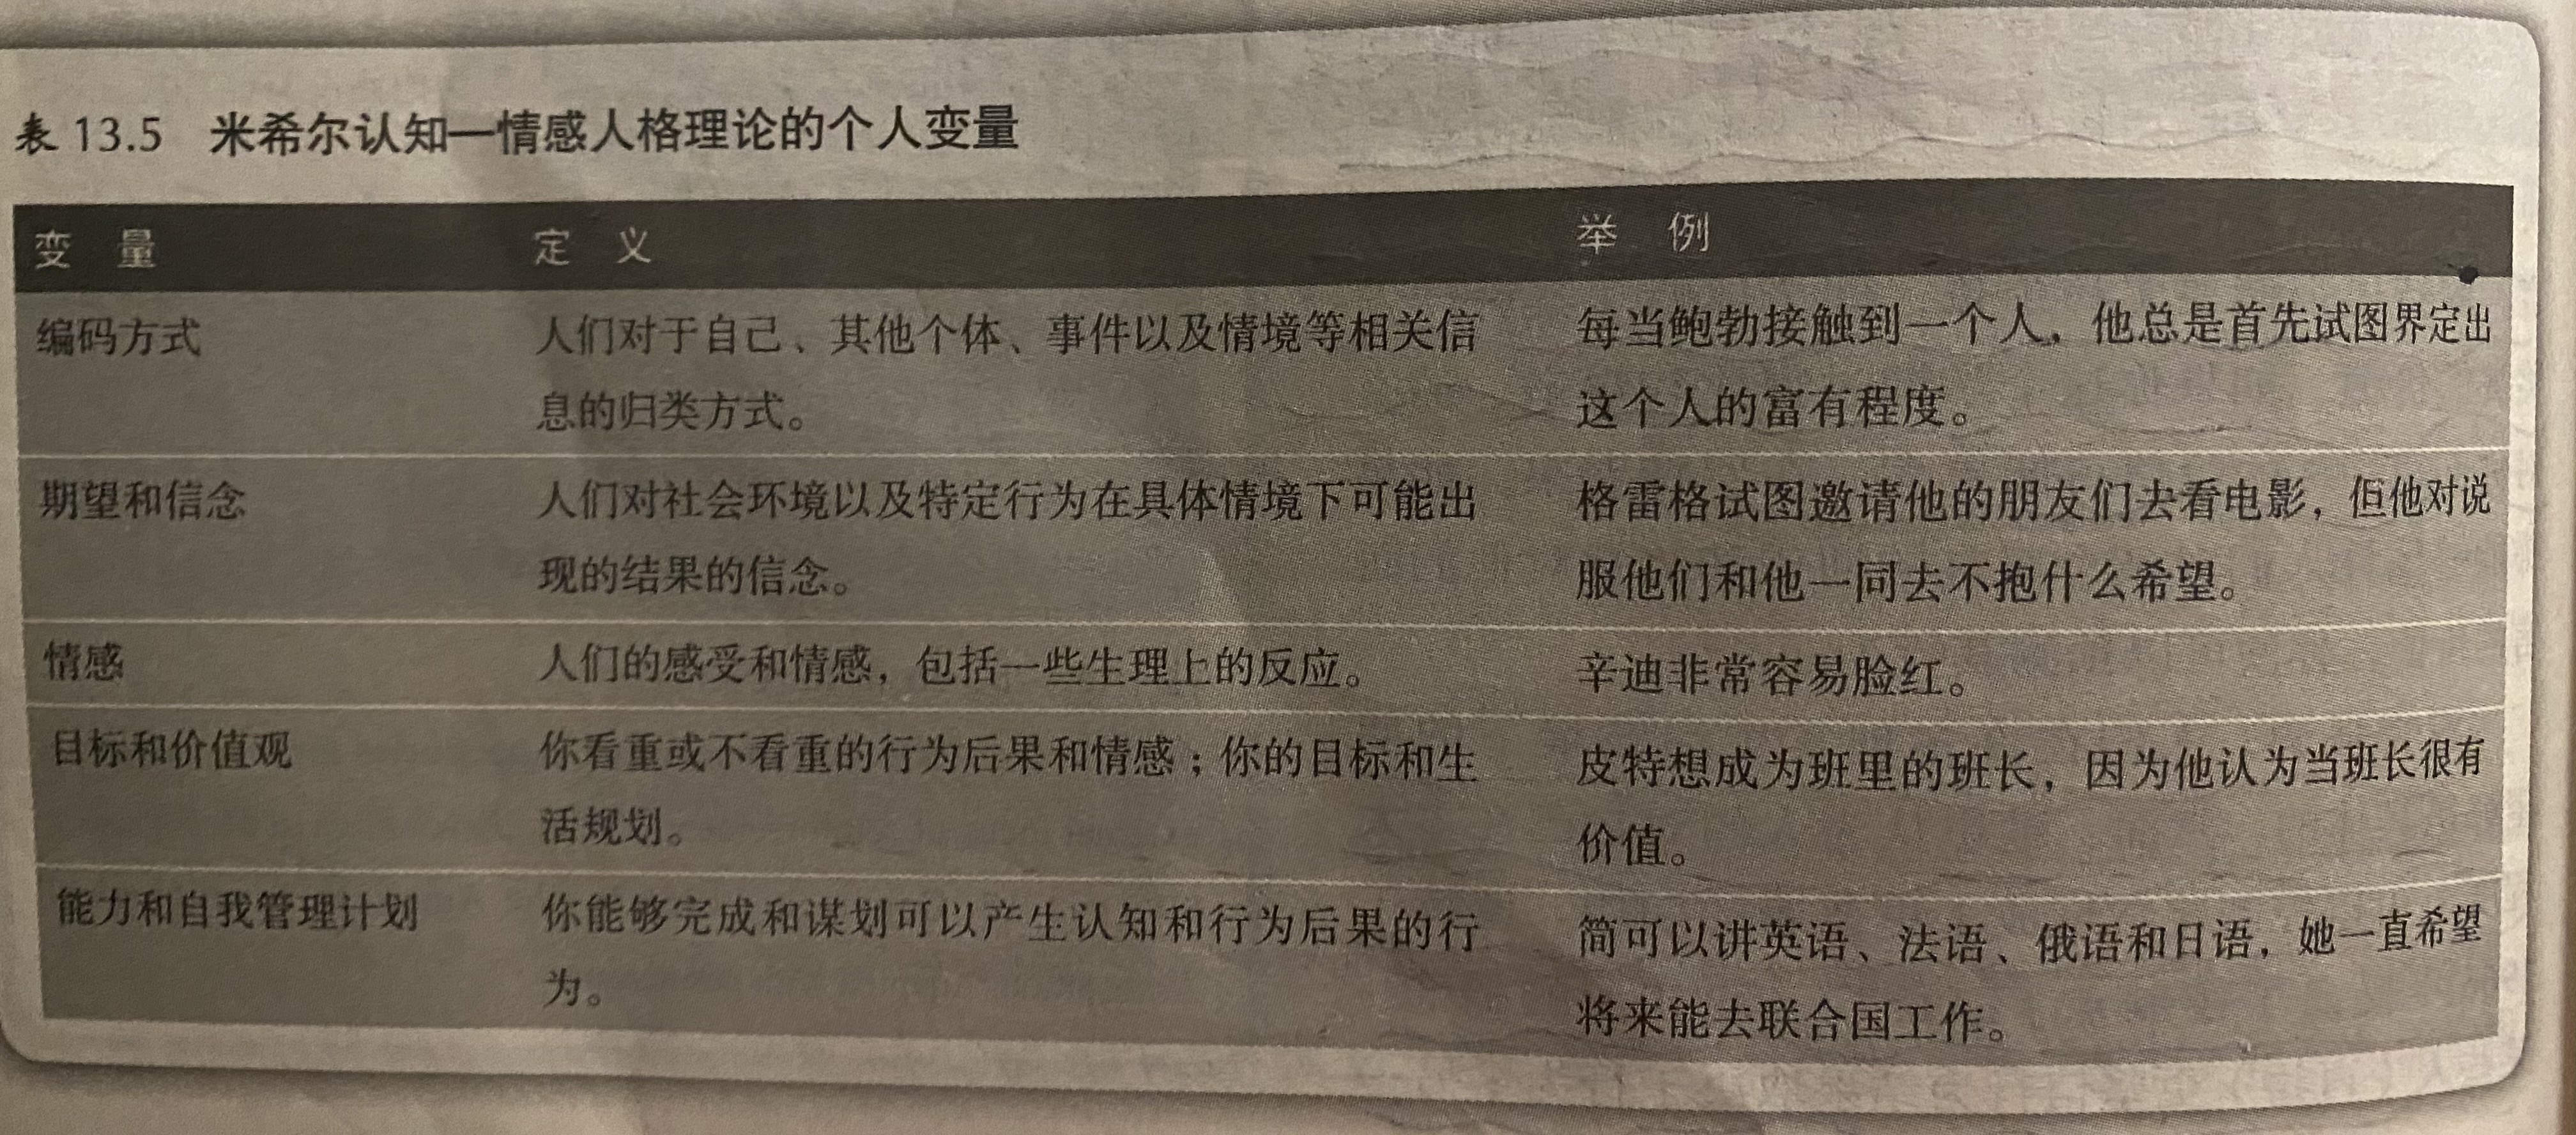 表 13.5 米希尔认知—情感人格理论的个人变量
变 量 定 义 举 例
编码方式 人们对于自己、其他个体、事件以及情境等相关信 每当鲍勃接触到一个人，他总是首先试图界定出
息的归类方式。 这个人的富有程度。
期望和信念 人们对社会环境以及特定行为在具体情境下可能出 格雷格试图邀请他的朋友们去看电影，但他对说
现的结果的信念。 服他们和他一同去不抱什么希望。
情感 人们的感受和情感，包括一些生理上的反应。 辛迪非常容易脸红。
目标和价值观 你看重或不看重的行为后果和情感；你的目标和生 皮特想成为班里的班长，因为他认为当班长很有
活规划。 价值。
能力和自我管理计划 你能够完成和谋划可以产生认知和行为后果的行 简可以讲英语、法语、俄语和日语，她一直希望
为。 将来能去联合国工作。